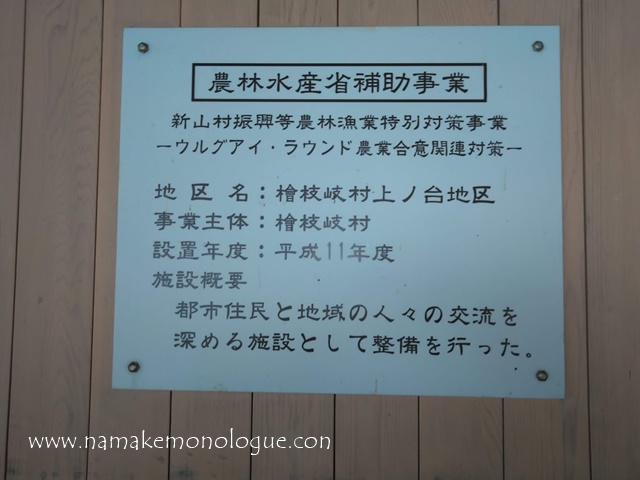 農林水産省補助事業
新山村振興等農林漁業特別対策事業
ーウルグアイ・ラウンド農業合意関連対策ー
地区名：檜枝岐村上ノ台地区
事業主体：檜枝岐村
設置年度：平成11年度
施設概要
都市住民と地域の人々の交流を
深める施設として整備を行った。
www.namakemonologue.con